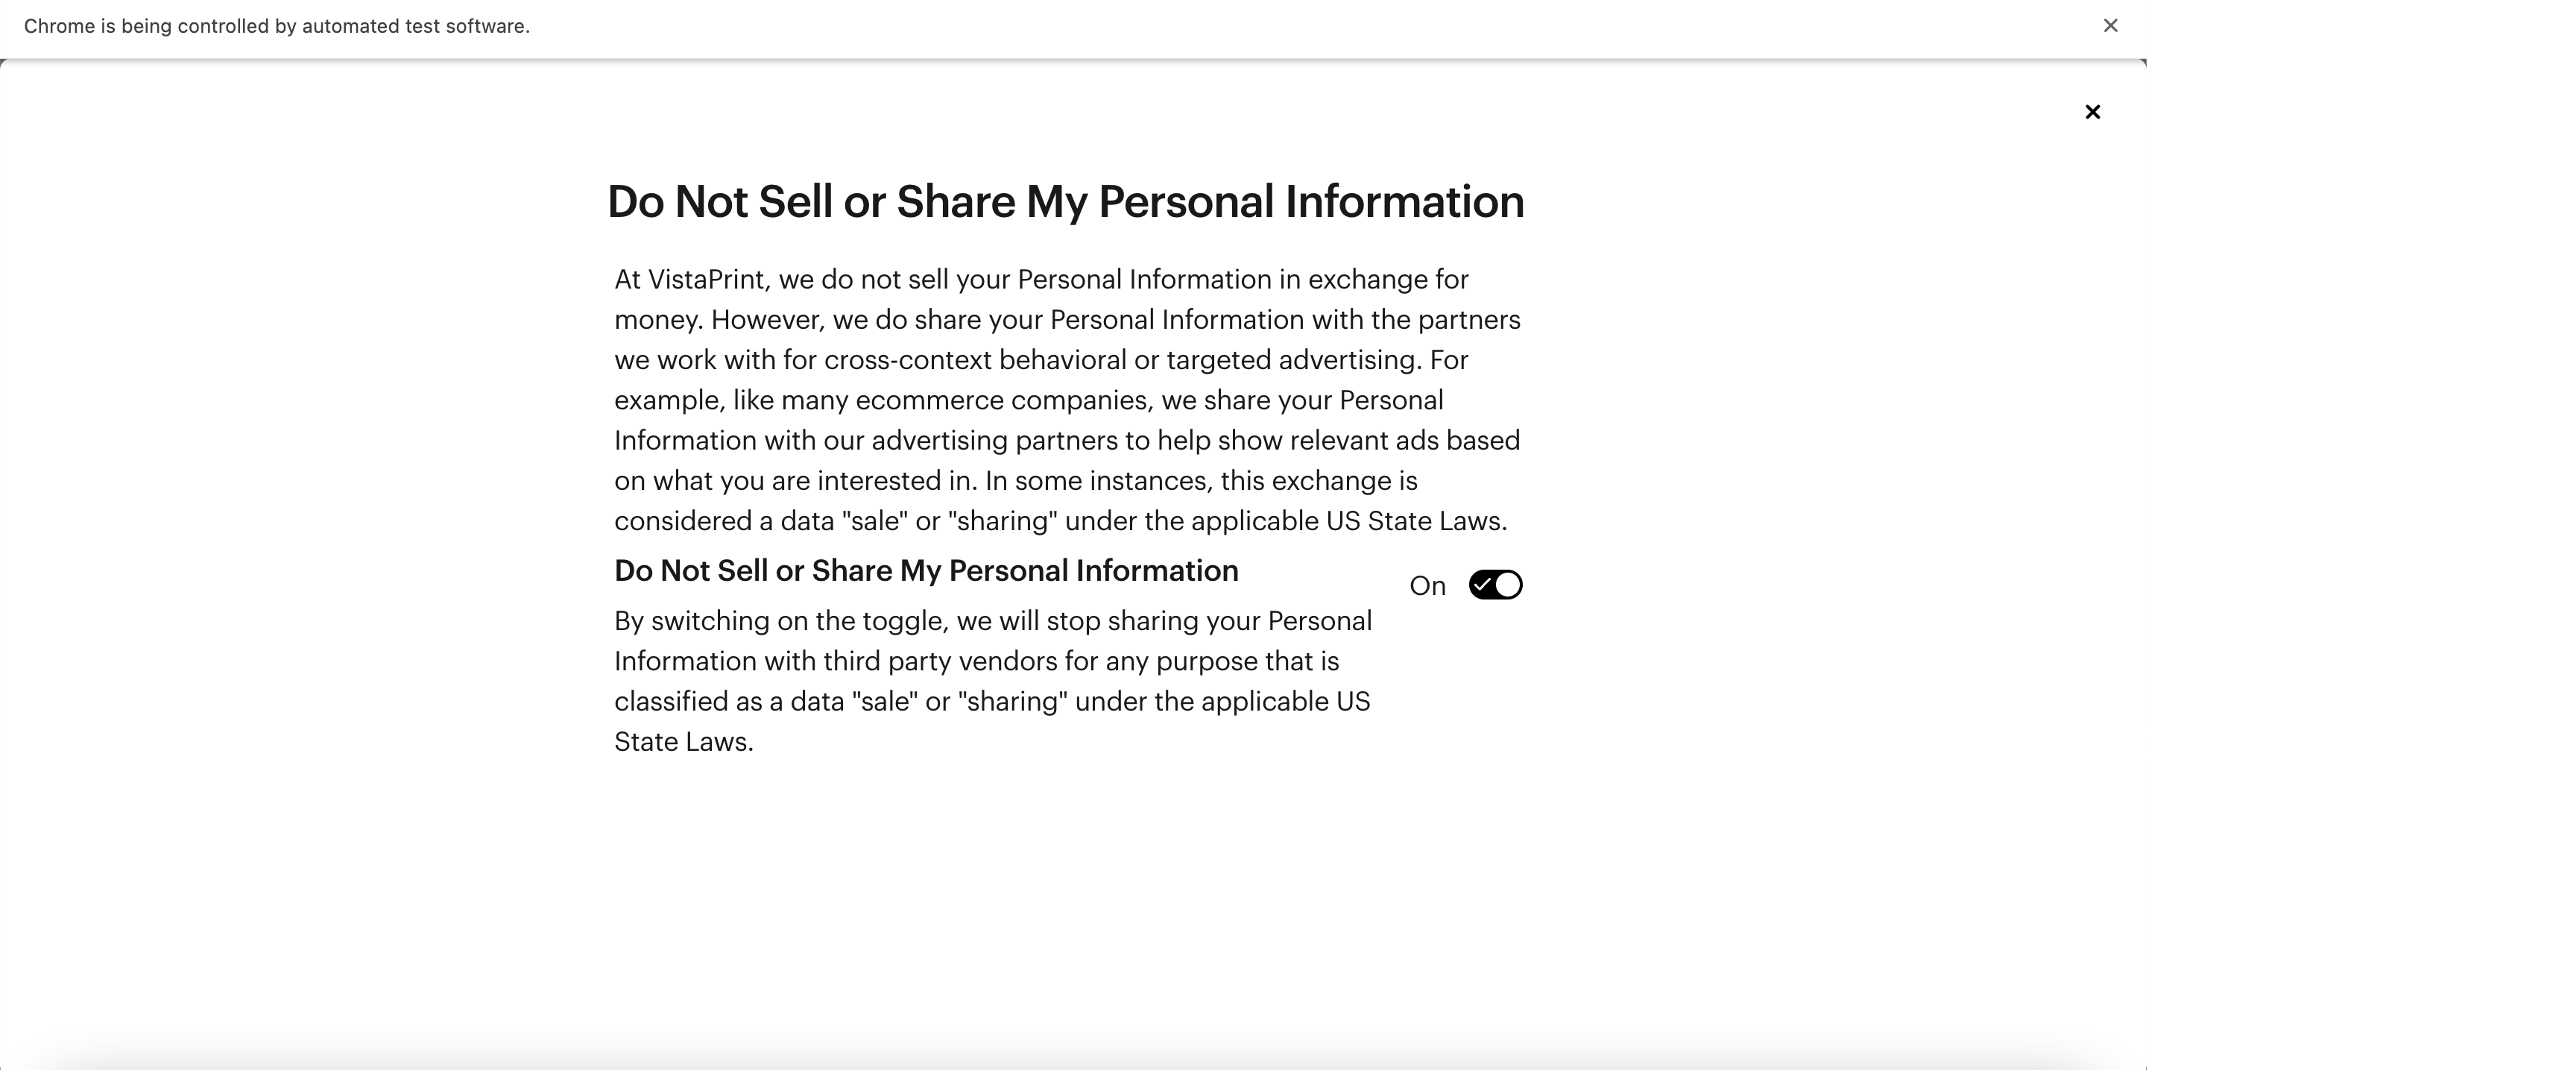 Chrome is being controlled by automated test software.
Do Not Sell or Share My Personal Information
At VistaPrint, we do not sell your Personal Information in exchange for
money. However, we do share your Personal Information with the partners
we work with for cross-context behavioral or targeted advertising. For
example, like many ecommerce companies, we share your Personal
Information with our advertising partners to help show relevant ads based
on what you are interested in. In some instances, this exchange is
considered a data "sale" or "sharing" under the applicable US State Laws.
Do Not Sell or Share My Personal Information
On
By switching on the toggle, we will stop sharing your Personal
Information with third party vendors for any purpose that is
classified as a data "sale" or "sharing" under the applicable US
State Laws.